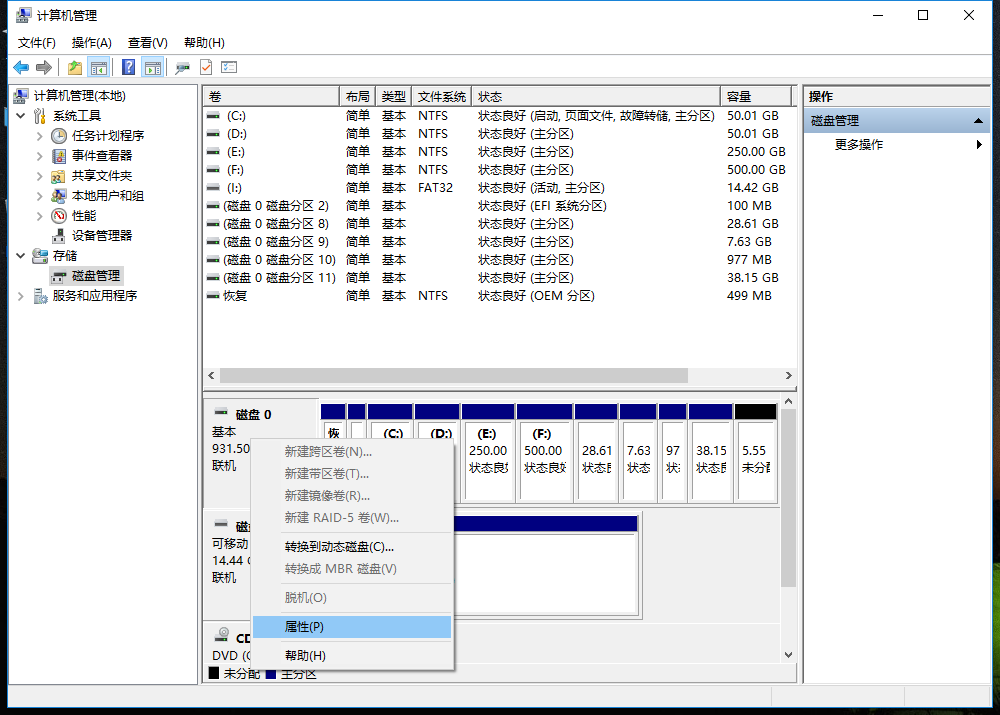 计算机管理
文件(F) 操作(A) 查看(V) 帮助(H)
计算机管理(本地)
系统工具
任务计划程序
事件查看器
共享文件夹
本地用户和组
性能
设备管理器
存储
磁盘管理
服务和应用程序
卷 布局 类型 文件系统 状态 容量
(C:) 简单 基本 NTFS 状态良好 (启动, 页面文件, 故障转储, 主分区) 50.01 GB
(D:) 简单 基本 NTFS 状态良好 (主分区) 50.01 GB
(E:) 简单 基本 NTFS 状态良好 (主分区) 250.00 GB
(F:) 简单 基本 NTFS 状态良好 (主分区) 500.00 GB
(I:) 简单 基本 FAT32 状态良好 (活动, 主分区) 14.42 GB
(磁盘 0 磁盘分区 2) 简单 基本 状态良好 (EFI 系统分区) 100 MB
(磁盘 0 磁盘分区 8) 简单 基本 状态良好 (主分区) 28.61 GB
(磁盘 0 磁盘分区 9) 简单 基本 状态良好 (主分区) 7.63 GB
(磁盘 0 磁盘分区 10) 简单 基本 状态良好 (主分区) 977 MB
(磁盘 0 磁盘分区 11) 简单 基本 状态良好 (主分区) 38.15 GB
恢复 简单 基本 NTFS 状态良好 (OEM 分区) 499 MB
磁盘 0
基本
931.50
联机
恢 (C:) (D:) (E:) (F:)
250.00 500.00 28.61 7.63 97 38.15 5.55
状态良好 状态良好 状态 状态 状 状态 未分配
磁
可移动
14.44
联机
CD
DVD (
未分配 主分区
新建跨区卷(N)...
新建带区卷(T)...
新建镜像卷(R)...
新建 RAID-5 卷(W)...
转换到动态磁盘(C)...
转换成 MBR 磁盘(V)
脱机(O)
属性(P)
帮助(H)
操作
磁盘管理
更多操作